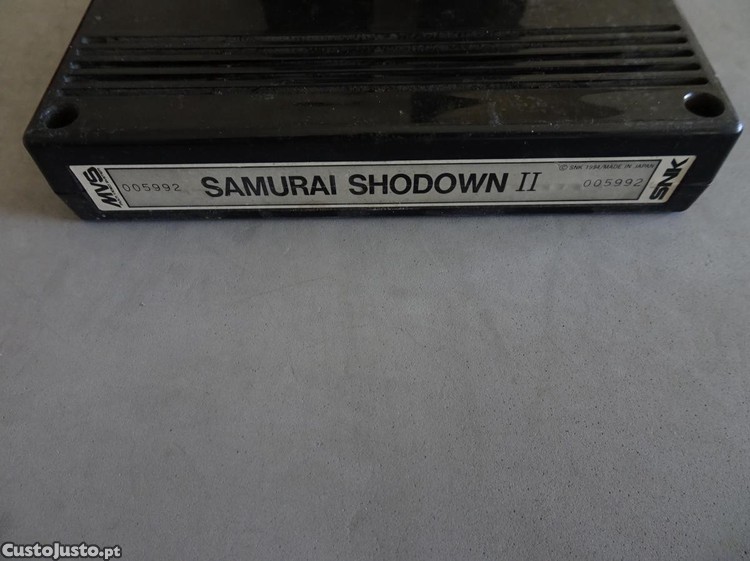 MVS
005992 SAMURAI SHODOWN II 005992
© SNK 1994/MADE IN JAPAN
SNK
CustoJusto.pt